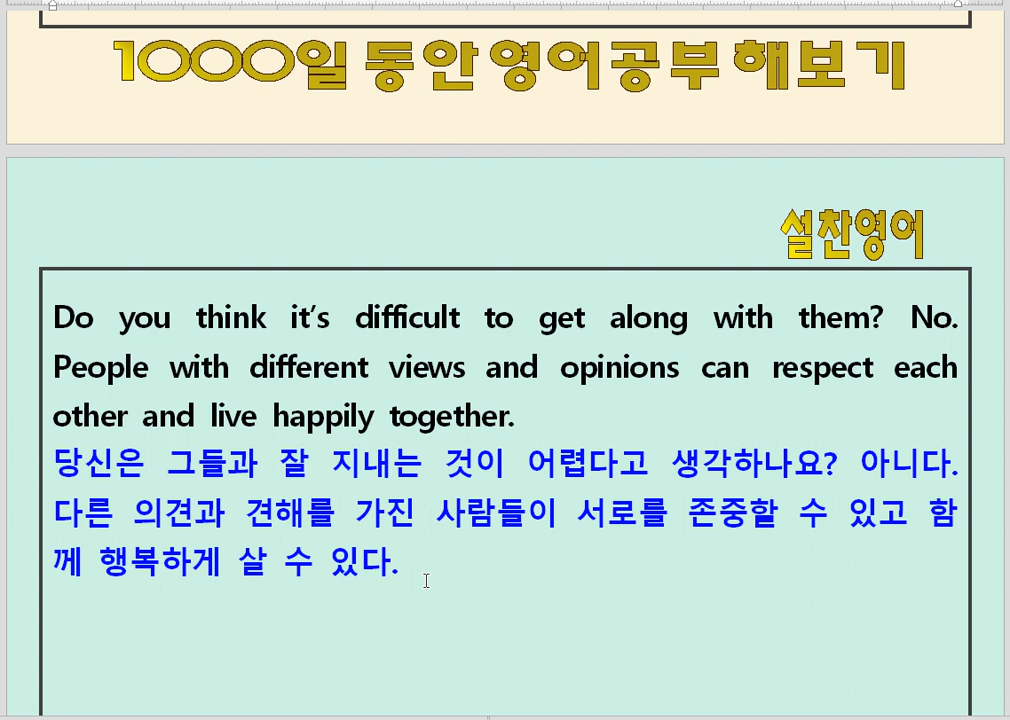 1000일 동안 영어공부 해보기
설찬영어
Do you think it’s difficult to get along with them? No.
People with different views and opinions can respect each
other and live happily together.
당신은 그들과 잘 지내는 것이 어렵다고 생각하나요? 아니다.
다른 의견과 견해를 가진 사람들이 서로를 존중할 수 있고 함
께 행복하게 살 수 있다.